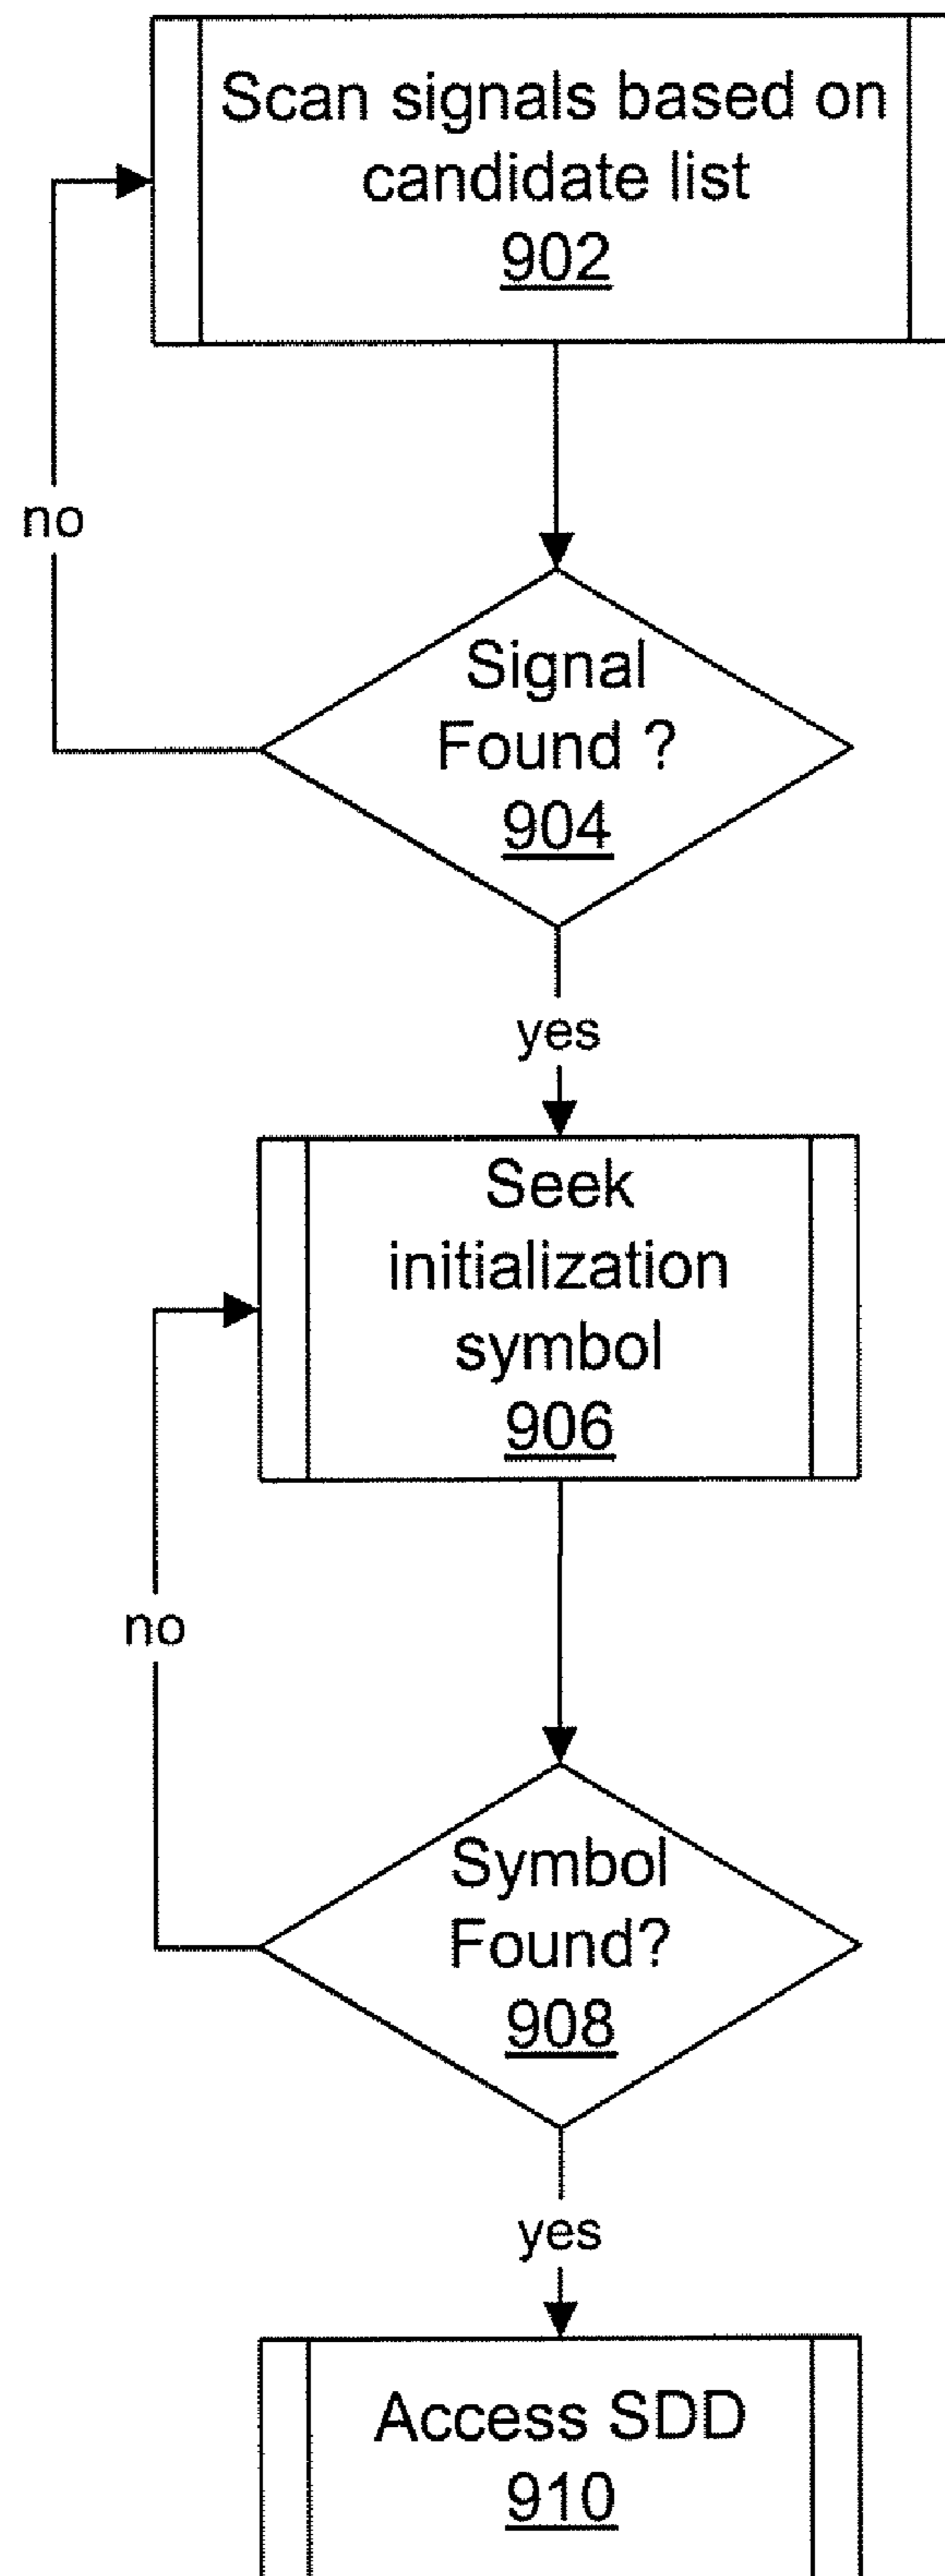 Scan signals based on
candidate list
902
no
Signal
Found ?
904
yes
Seek
initialization
symbol
906
no
Symbol
Found?
908
yes
Access SDD
910